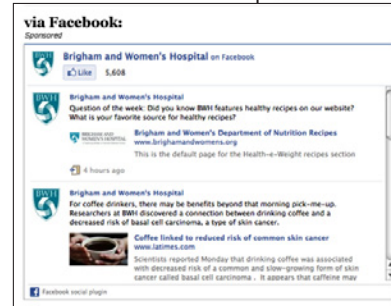 via Facebook:
Sponsored
BWH
Brigham and Women's Hospital on Facebook
Like 5,608
BWH
Brigham and Women's Hospital
Question of the week: Did you know BWH features healthy recipes on our website?
What is your favorite source for healthy recipes?
Brigham and Women's Department of Nutrition Recipes
www.brighamandwomens.org
This is the default page for the Health-e-Weight recipes section
4 hours ago
BWH
Brigham and Women's Hospital
For coffee drinkers, there may be benefits beyond that morning pick-me-up.
Researchers at BWH discovered a connection between drinking coffee and a
decreased risk of basal cell carcinoma, a type of skin cancer.
Coffee linked to reduced risk of common skin cancer
www.latimes.com
Scientists reported Monday that drinking coffee was associated
with decreased risk of a common and slow-growing form of skin
cancer called basal cell carcinoma . It appears that caffeine may
Facebook social plugin